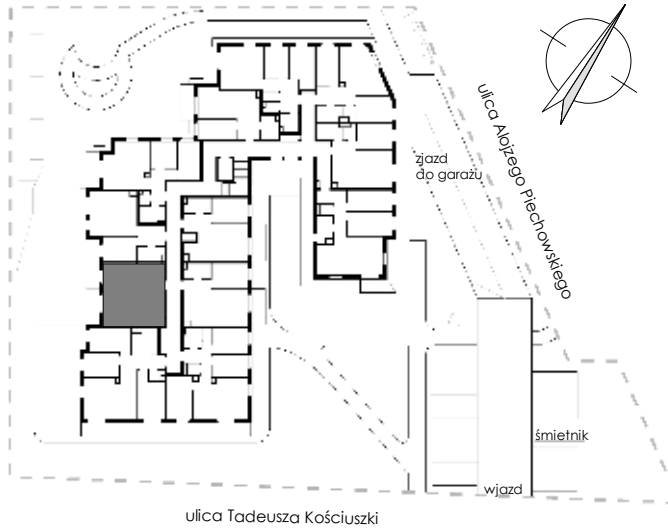 ulica Alojzego Piechowskiego
zjazd
do garażu
śmietnik
wjazd
ulica Tadeusza Kościuszki